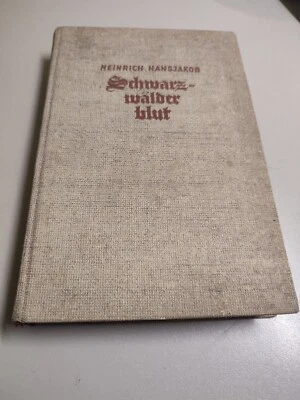 HEINRICH HANSJAKOB
Schwarz-
wälder
blut